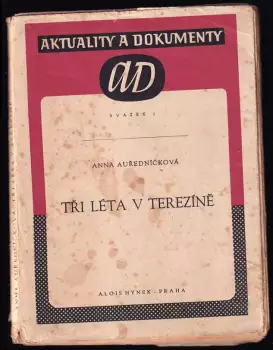 AKTUALITY A DOKUMENTY
AD
SVAZEK 1
ANNA AUŘEDNÍČKOVÁ
TŘI LÉTA V TEREZÍNĚ
ALOIS HYNEK · PRAHA